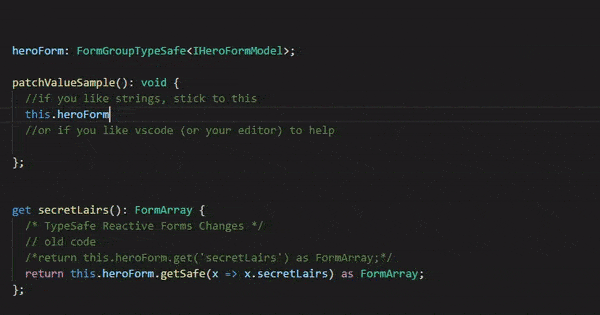 heroForm: FormGroupTypeSafe<IHeroFormModel>;
patchValueSample(): void {
//if you like strings, stick to this
this.heroForm
//or if you like vscode (or your editor) to help
};
get secretLairs(): FormArray {
/* TypeSafe Reactive Forms Changes */
// old code
/*return this.heroForm.get('secretLairs') as FormArray;*/
return this.heroForm.getSafe(x => x.secretLairs) as FormArray;
};